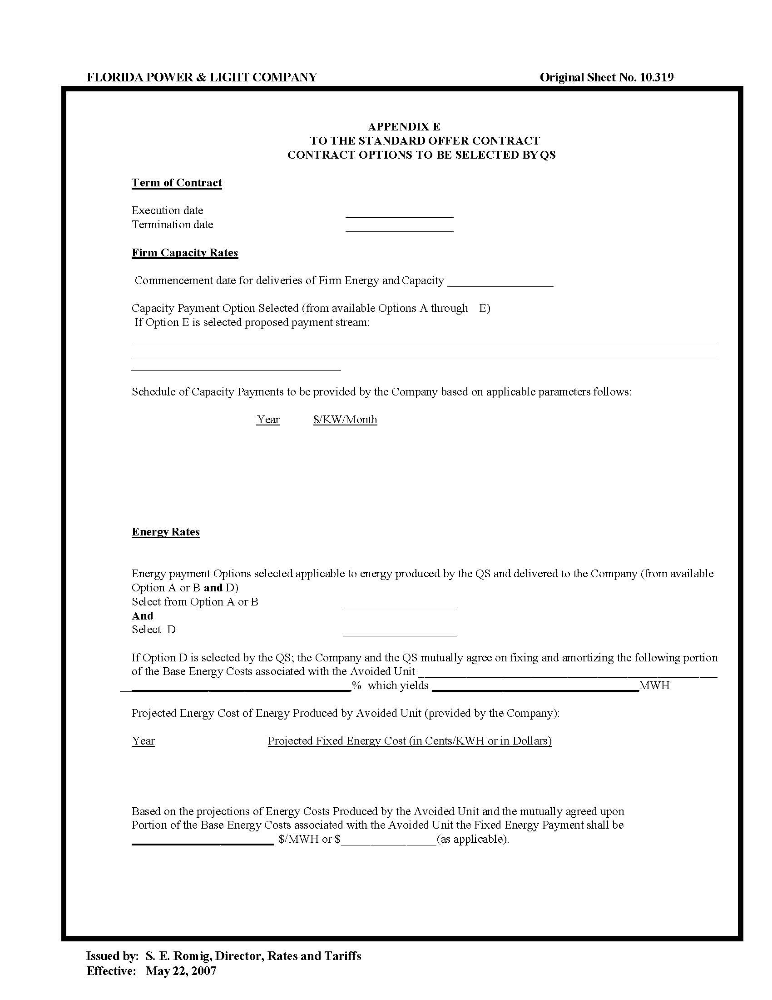 FLORIDA POWER & LIGHT COMPANY Original Sheet No. 10.319
APPENDIX E
TO THE STANDARD OFFER CONTRACT
CONTRACT OPTIONS TO BE SELECTED BY QS
Term of Contract
Execution date ____________________
Termination date ____________________
Firm Capacity Rates
Commencement date for deliveries of Firm Energy and Capacity ____________________
Capacity Payment Option Selected (from available Options A through E)
If Option E is selected proposed payment stream:
Schedule of Capacity Payments to be provided by the Company based on applicable parameters follows:
Year $/KW/Month
Energy Rates
Energy payment Options selected applicable to energy produced by the QS and delivered to the Company (from available
Option A or B and D)
Select from Option A or B ____________________
And
Select D ____________________
If Option D is selected by the QS; the Company and the QS mutually agree on fixing and amortizing the following portion
of the Base Energy Costs associated with the Avoided Unit ____________________
____________________% which yields ____________________MWH
Projected Energy Cost of Energy Produced by Avoided Unit (provided by the Company):
Year Projected Fixed Energy Cost (in Cents/KWH or in Dollars)
Based on the projections of Energy Costs Produced by the Avoided Unit and the mutually agreed upon
Portion of the Base Energy Costs associated with the Avoided Unit the Fixed Energy Payment shall be
____________________ $/MWH or $________________(as applicable).
Issued by: S. E. Romig, Director, Rates and Tariffs
Effective: May 22, 2007